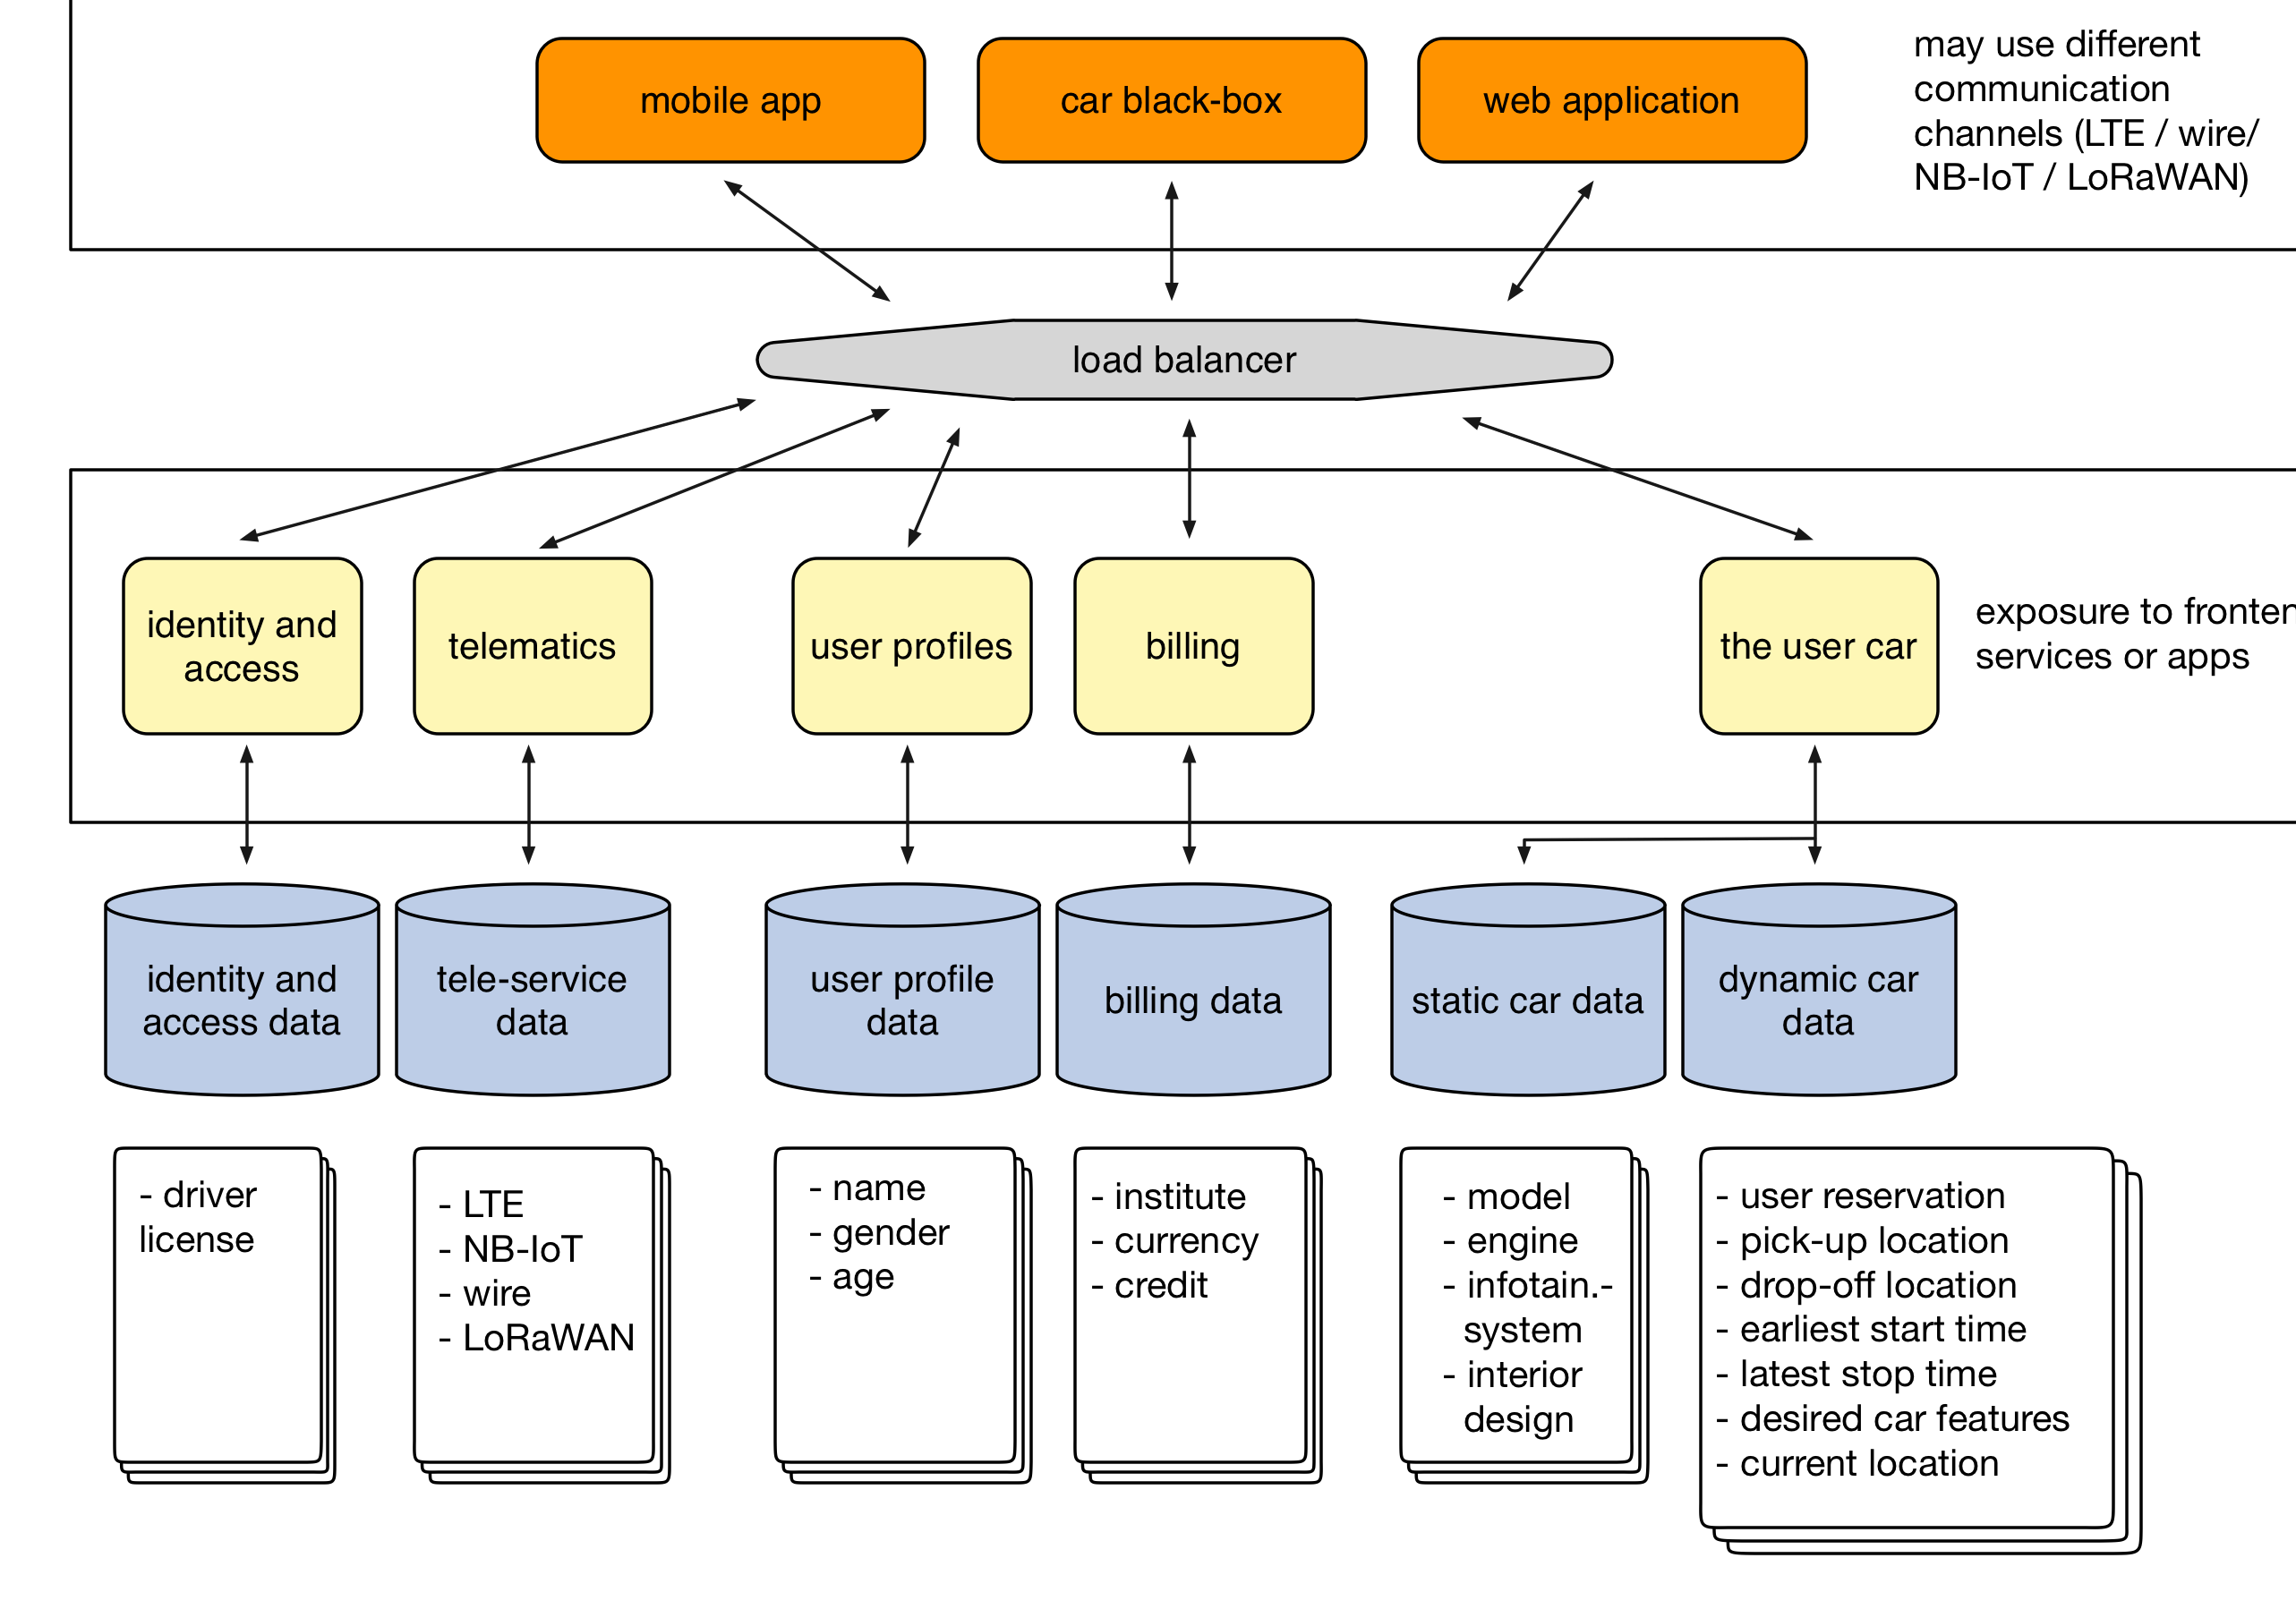 mobile app
car black-box
web application
may use different
communication
channels (LTE / wire/
NB-IoT / LoRaWAN)
load balancer
identity and
access
telematics
user profiles
billing
the user car
exposure to fronten
services or apps
identity and
access data
tele-service
data
user profile
data
billing data
static car data
dynamic car
data
- driver
license
- LTE
- NB-IoT
- wire
- LoRaWAN
- name
- gender
- age
- institute
- currency
- credit
- model
- engine
- infotain.-
system
- interior
design
- user reservation
- pick-up location
- drop-off location
- earliest start time
- latest stop time
- desired car features
- current location